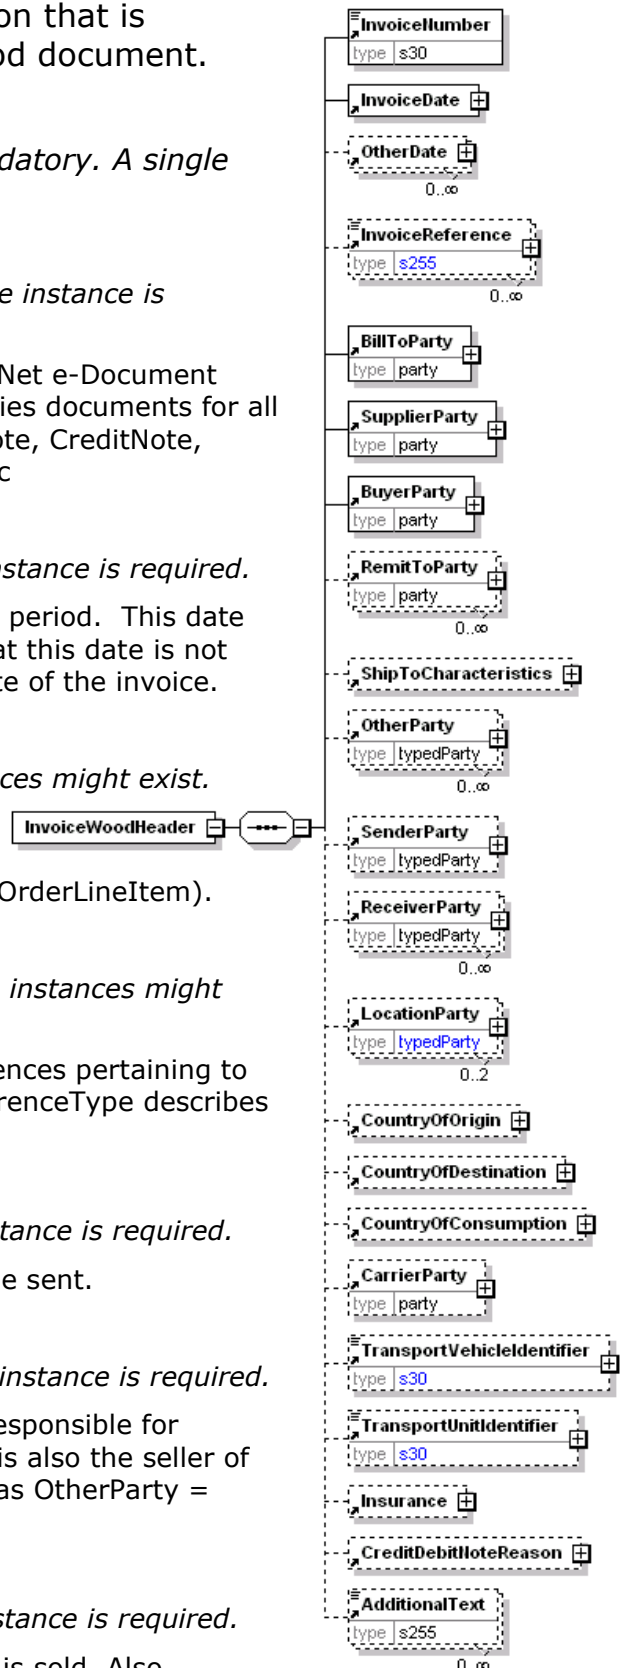 on that is
od document.
datory. A single
e instance is
Net e-Document
ies documents for all
ote, CreditNote,
c
nstance is required.
period. This date
at this date is not
te of the invoice.
ces might exist.
OrderLineItem).
instances might
ences pertaining to
erenceType describes
stance is required.
e sent.
instance is required.
esponsible for
is also the seller of
as OtherParty =
stance is required.
is sold. Also
InvoiceWoodHeader
InvoiceNumber
type s30
InvoiceDate
OtherDate
0..∞
InvoiceReference
type s255
0..∞
BillToParty
type party
SupplierParty
type party
BuyerParty
type party
RemitToParty
type party
0..∞
ShipToCharacteristics
OtherParty
type typedParty
0..∞
SenderParty
type typedParty
ReceiverParty
type typedParty
0..∞
LocationParty
type typedParty
0..2
CountryOfOrigin
CountryOfDestination
CountryOfConsumption
CarrierParty
type party
TransportVehicleIdentifier
type s30
TransportUnitIdentifier
type s30
Insurance
CreditDebitNoteReason
AdditionalText
type s255
0..∞